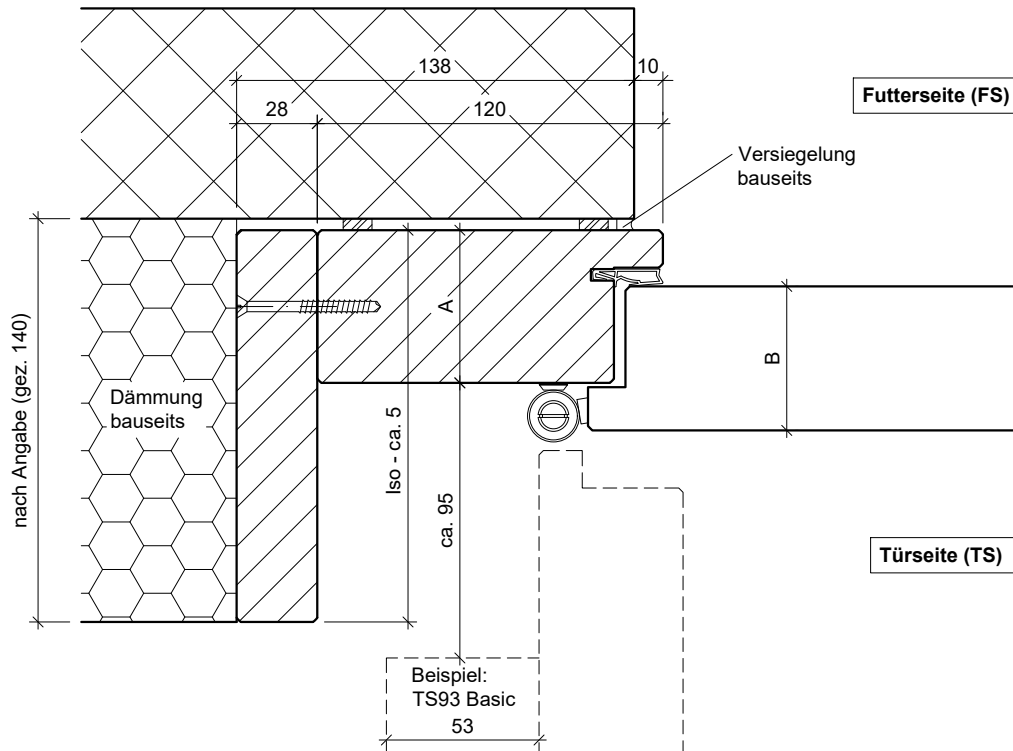 138
10
28
120
Futterseite (FS)
Versiegelung
bauseits
nach Angabe (gez. 140)
Dämmung
bauseits
Iso - ca. 5
A
ca. 95
B
Türseite (TS)
Beispiel:
TS93 Basic
53